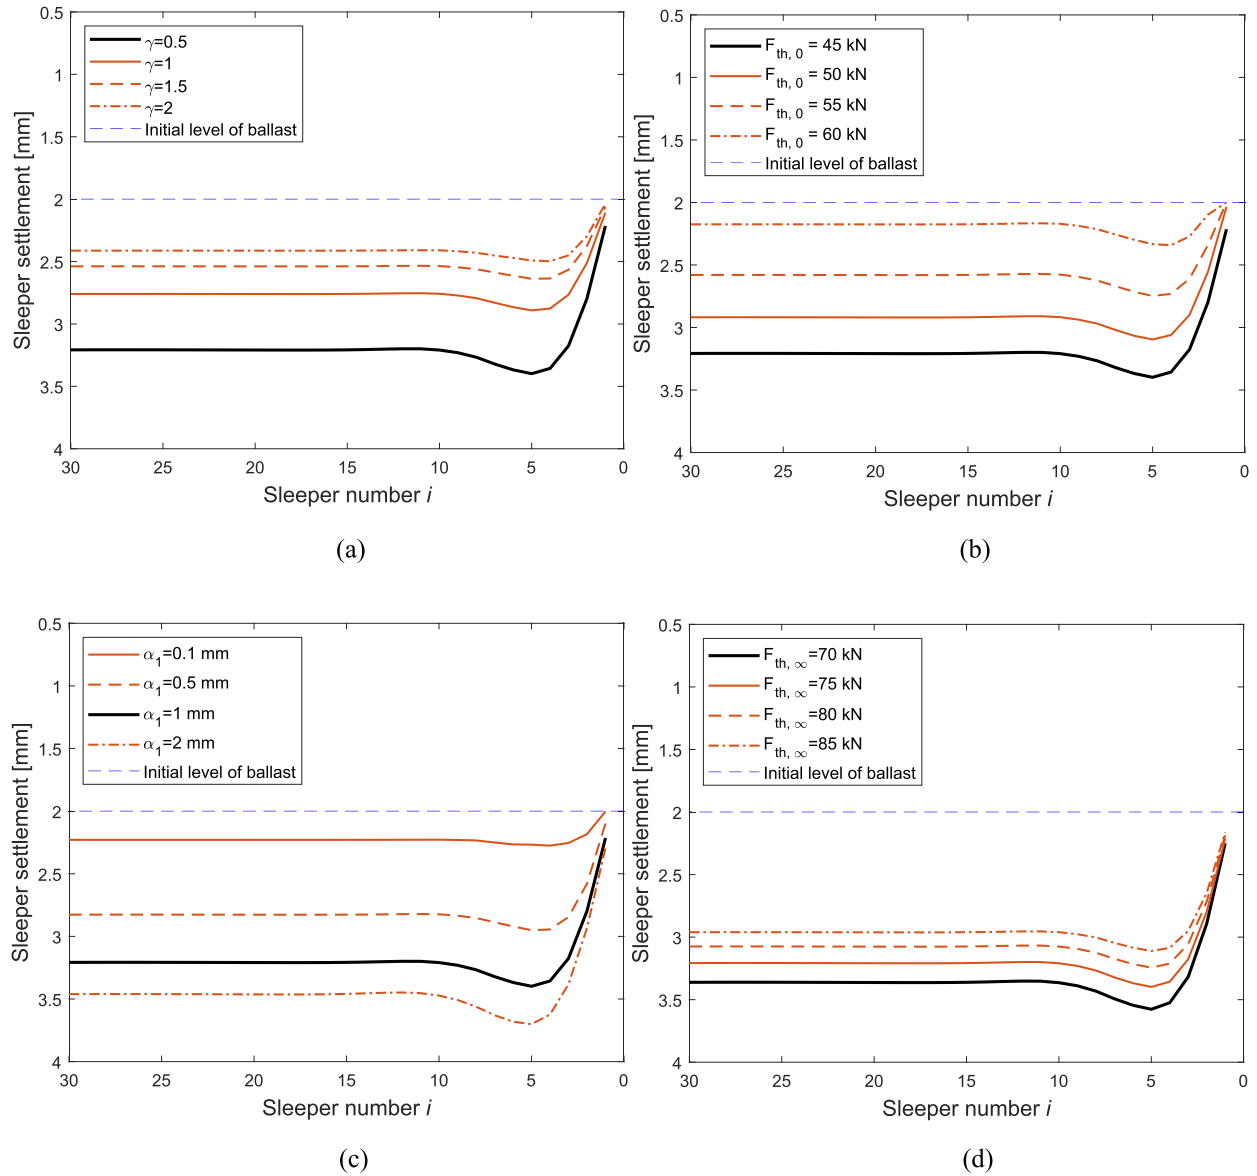 0.5
1
1.5
2
2.5
3
3.5
4
Sleeper settlement [mm]
γ=0.5
γ=1
γ=1.5
γ=2
Initial level of ballast
30 25 20 15 10 5 0
Sleeper number i
(a)
0.5
1
1.5
2
2.5
3
3.5
4
Sleeper settlement [mm]
F th, 0 = 45 kN
F th, 0 = 50 kN
F th, 0 = 55 kN
F th, 0 = 60 kN
Initial level of ballast
30 25 20 15 10 5 0
Sleeper number i
(b)
0.5
1
1.5
2
2.5
3
3.5
4
Sleeper settlement [mm]
α1=0.1 mm
α1=0.5 mm
α1=1 mm
α1=2 mm
Initial level of ballast
30 25 20 15 10 5 0
Sleeper number i
(c)
0.5
1
1.5
2
2.5
3
3.5
4
Sleeper settlement [mm]
F th, ∞=70 kN
F th, ∞=75 kN
F th, ∞=80 kN
F th, ∞=85 kN
Initial level of ballast
30 25 20 15 10 5 0
Sleeper number i
(d)